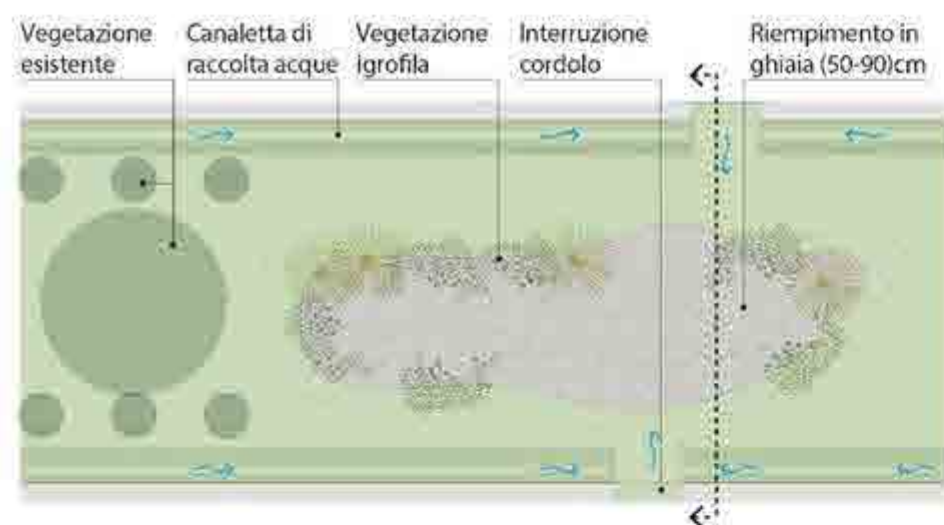 Vegetazione
esistente
Canaletta di
raccolta acque
Vegetazione
igrofila
Interruzione
cordolo
Riempimento in
ghiaia (50-90)cm